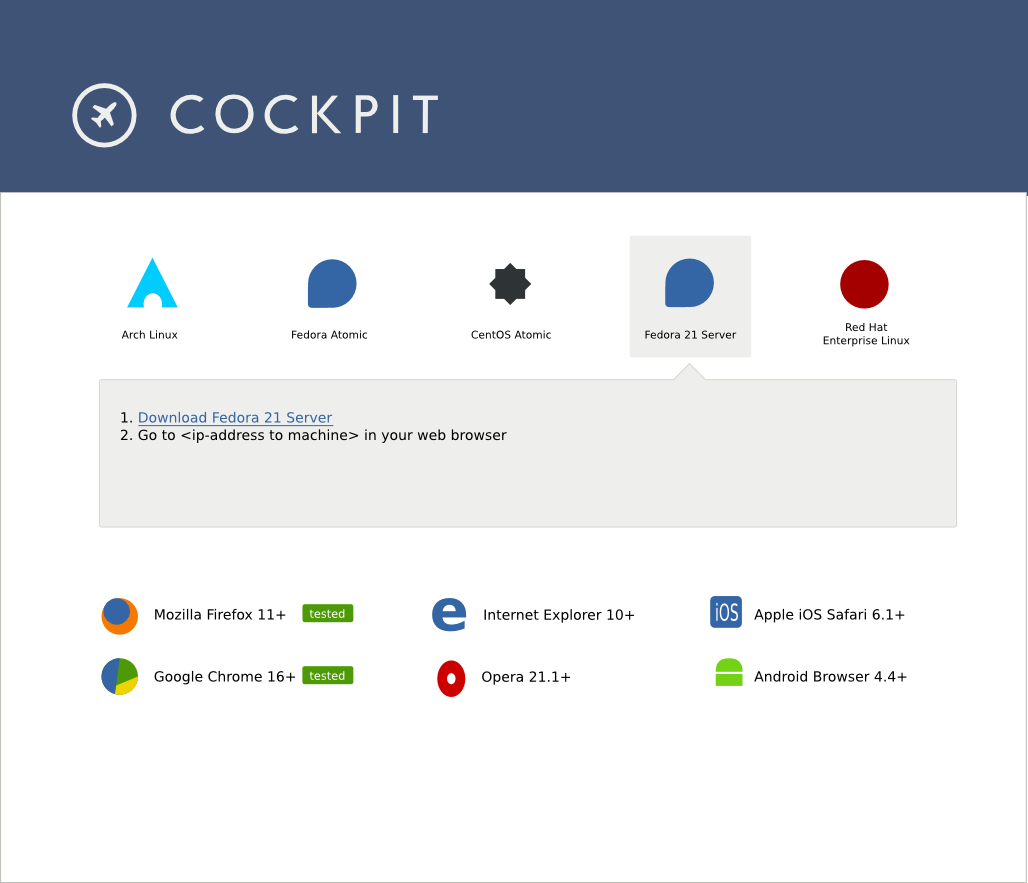 COCKPIT
Arch Linux
Fedora Atomic
CentOS Atomic
Fedora 21 Server
Red Hat
Enterprise Linux
1. Download Fedora 21 Server
2. Go to <ip-address to machine> in your web browser
Mozilla Firefox 11+ tested
e Internet Explorer 10+
iOS Apple iOS Safari 6.1+
Google Chrome 16+ tested
Opera 21.1+
Android Browser 4.4+